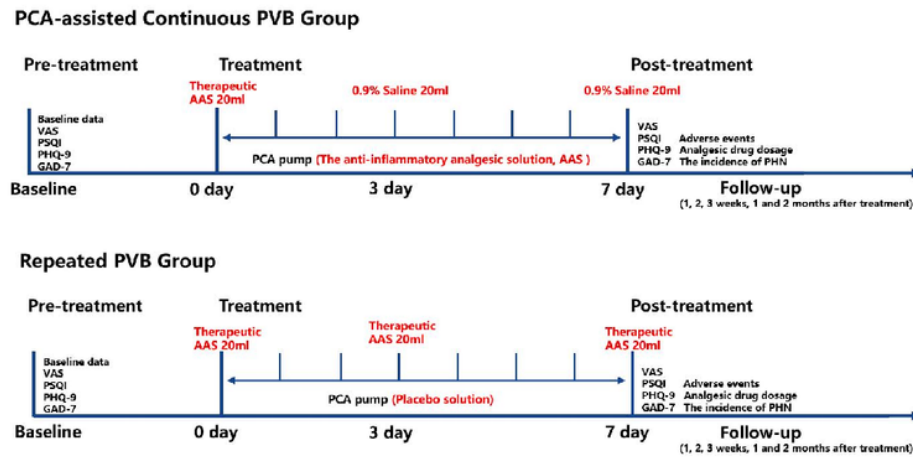 PCA-assisted Continuous PVB Group
Pre-treatment Treatment Post-treatment
Therapeutic
AAS 20ml
0.9% Saline 20ml
0.9% Saline 20ml
Baseline data
VAS
PSQI
PHQ-9
GAD-7
PCA pump (The anti-inflammatory analgesic solution, AAS )
VAS
PSQI Adverse events
PHQ-9 Analgesic drug dosage
GAD-7 The incidence of PHN
Baseline 0 day 3 day 7 day Follow-up
(1, 2, 3 weeks, 1 and 2 months after treatment)
Repeated PVB Group
Pre-treatment Treatment Post-treatment
Therapeutic
AAS 20ml
Therapeutic
AAS 20ml
Therapeutic
AAS 20ml
Baseline data
VAS
PSQI
PHQ-9
GAD-7
PCA pump (Placebo solution)
VAS
PSQI Adverse events
PHQ-9 Analgesic drug dosage
GAD-7 The incidence of PHN
Baseline 0 day 3 day 7 day Follow-up
(1, 2, 3 weeks, 1 and 2 months after treatment)